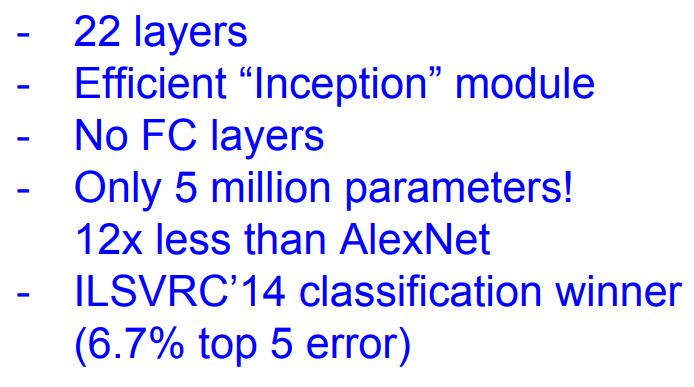 - 22 layers
- Efficient “Inception” module
- No FC layers
- Only 5 million parameters!
12x less than AlexNet
- ILSVRC’14 classification winner
(6.7% top 5 error)